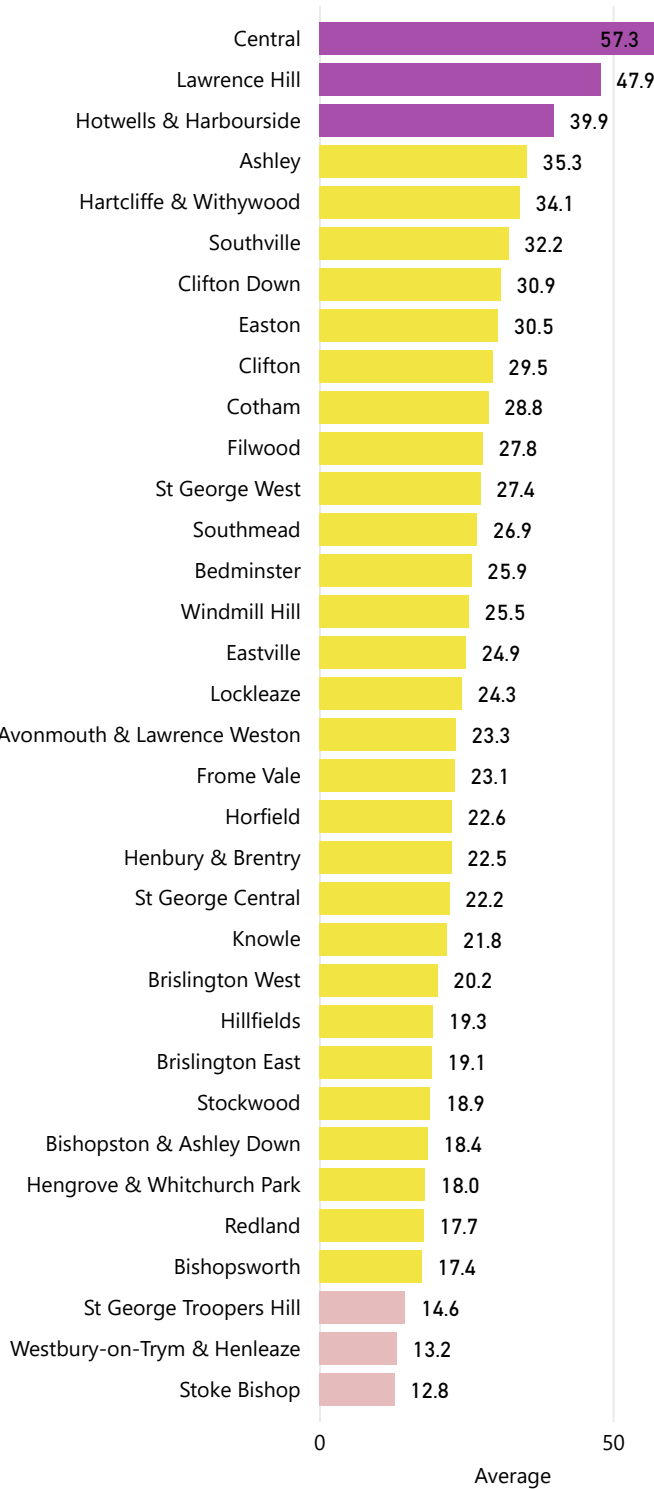 Central 57.3
Lawrence Hill 47.9
Hotwells & Harbourside 39.9
Ashley 35.3
Hartcliffe & Withywood 34.1
Southville 32.2
Clifton Down 30.9
Easton 30.5
Clifton 29.5
Cotham 28.8
Filwood 27.8
St George West 27.4
Southmead 26.9
Bedminster 25.9
Windmill Hill 25.5
Eastville 24.9
Lockleaze 24.3
Avonmouth & Lawrence Weston 23.3
Frome Vale 23.1
Horfield 22.6
Henbury & Brentry 22.5
St George Central 22.2
Knowle 21.8
Brislington West 20.2
Hillfields 19.3
Brislington East 19.1
Stockwood 18.9
Bishopston & Ashley Down 18.4
Hengrove & Whitchurch Park 18.0
Redland 17.7
Bishopsworth 17.4
St George Troopers Hill 14.6
Westbury-on-Trym & Henleaze 13.2
Stoke Bishop 12.8
0 50
Average